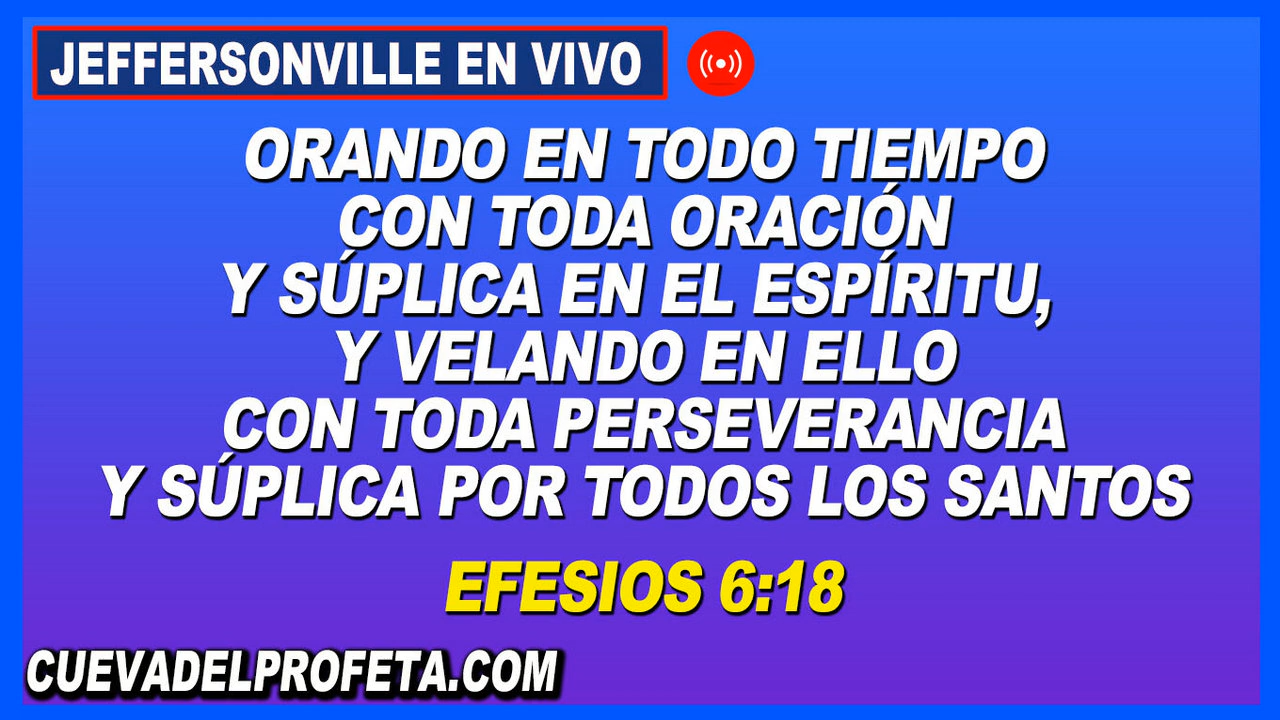 JEFFERSONVILLE EN VIVO
ORANDO EN TODO TIEMPO
CON TODA ORACIÓN
Y SÚPLICA EN EL ESPÍRITU,
Y VELANDO EN ELLO
CON TODA PERSEVERANCIA
Y SÚPLICA POR TODOS LOS SANTOS
EFESIOS 6:18
CUEVADELPROFETA.COM